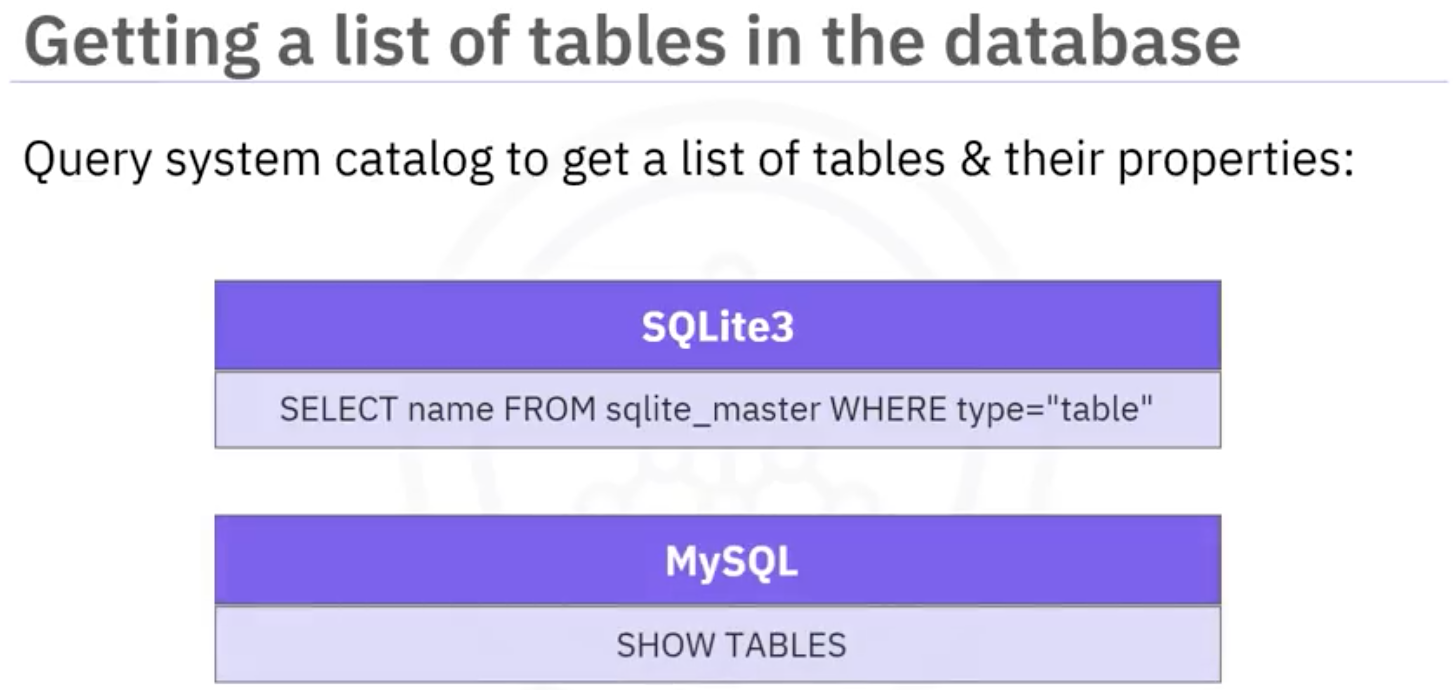 Getting a list of tables in the database
Query system catalog to get a list of tables & their properties:
SQLite3
SELECT name FROM sqlite_master WHERE type="table"
MySQL
SHOW TABLES